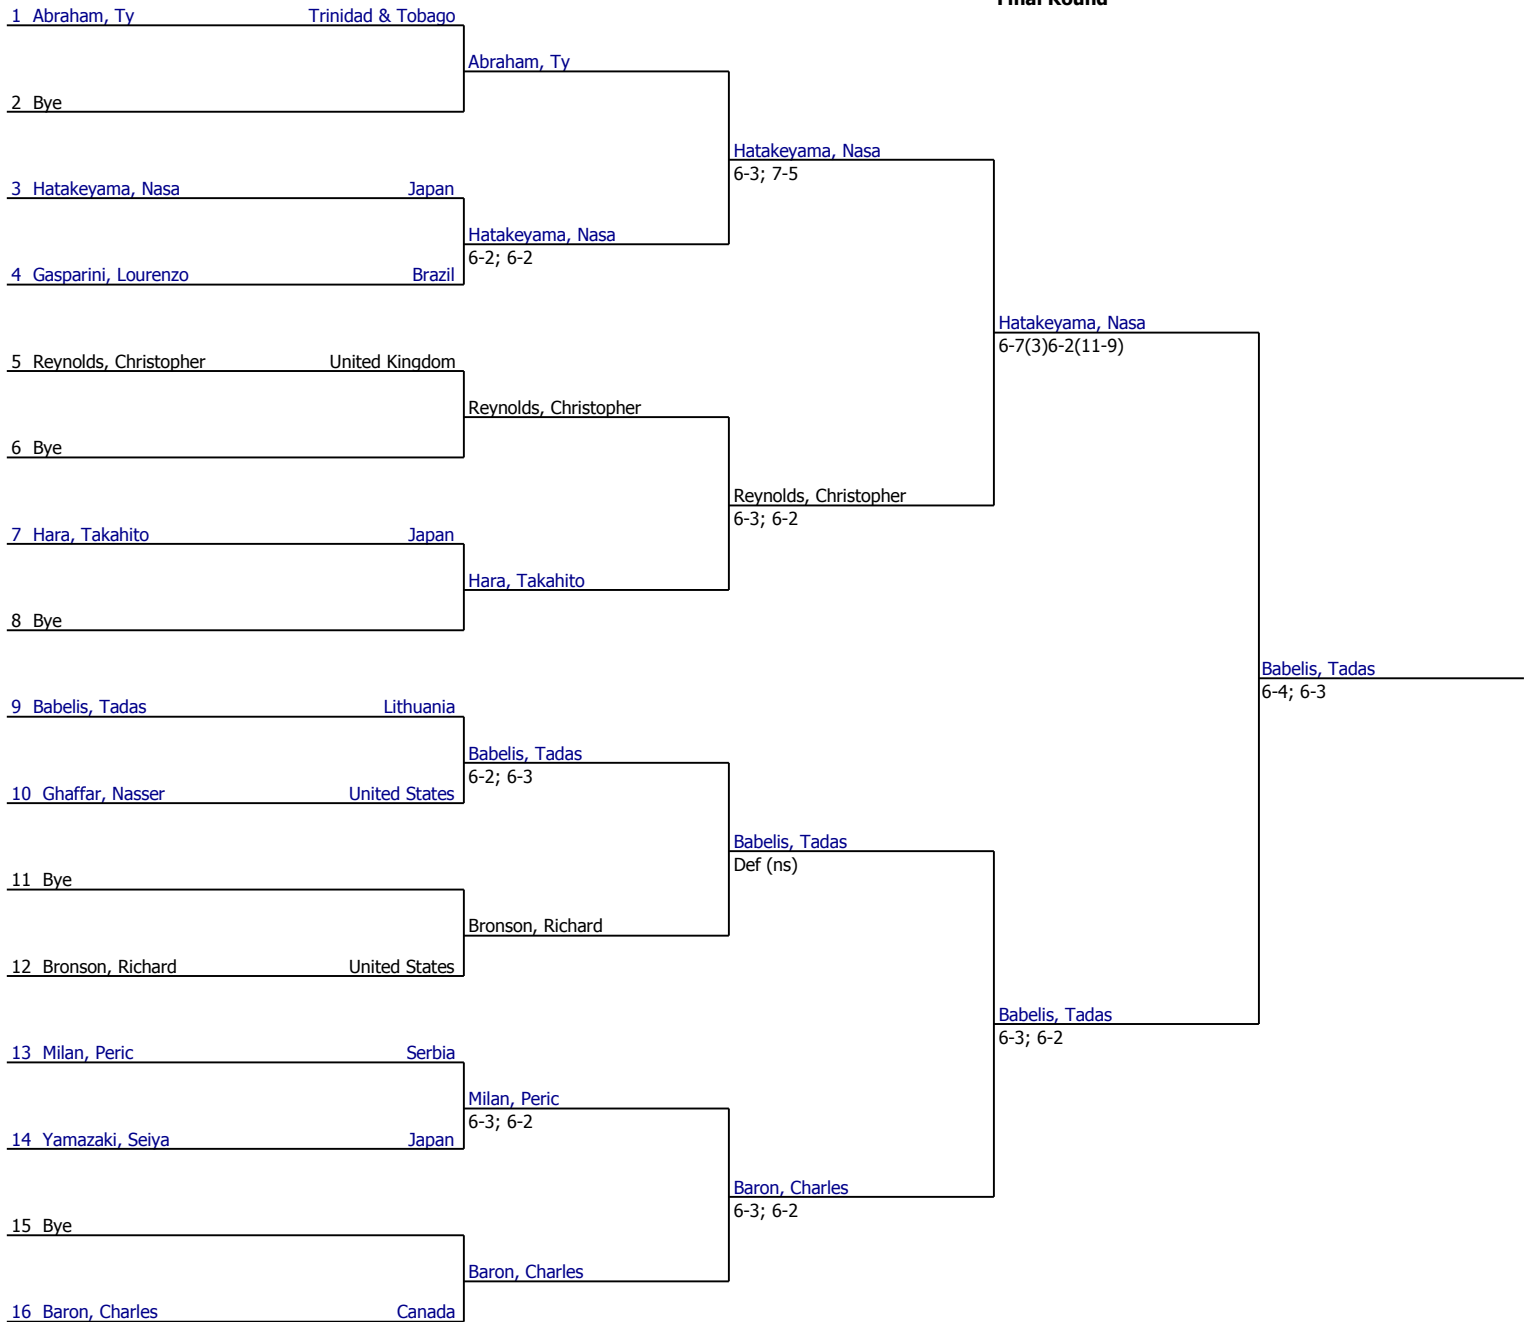 Final Round
1 Abraham, Ty Trinidad & Tobago
Abraham, Ty
2 Bye
Hatakeyama, Nasa
6-3; 7-5
3 Hatakeyama, Nasa Japan
Hatakeyama, Nasa
6-2; 6-2
4 Gasparini, Lourenzo Brazil
Hatakeyama, Nasa
6-7(3)6-2(11-9)
5 Reynolds, Christopher United Kingdom
Reynolds, Christopher
6 Bye
Reynolds, Christopher
6-3; 6-2
7 Hara, Takahito Japan
Hara, Takahito
8 Bye
Babelis, Tadas
6-4; 6-3
9 Babelis, Tadas Lithuania
Babelis, Tadas
6-2; 6-3
10 Ghaffar, Nasser United States
Babelis, Tadas
Def (ns)
11 Bye
Bronson, Richard
12 Bronson, Richard United States
Babelis, Tadas
6-3; 6-2
13 Milan, Peric Serbia
Milan, Peric
6-3; 6-2
14 Yamazaki, Seiya Japan
Baron, Charles
6-3; 6-2
15 Bye
Baron, Charles
16 Baron, Charles Canada